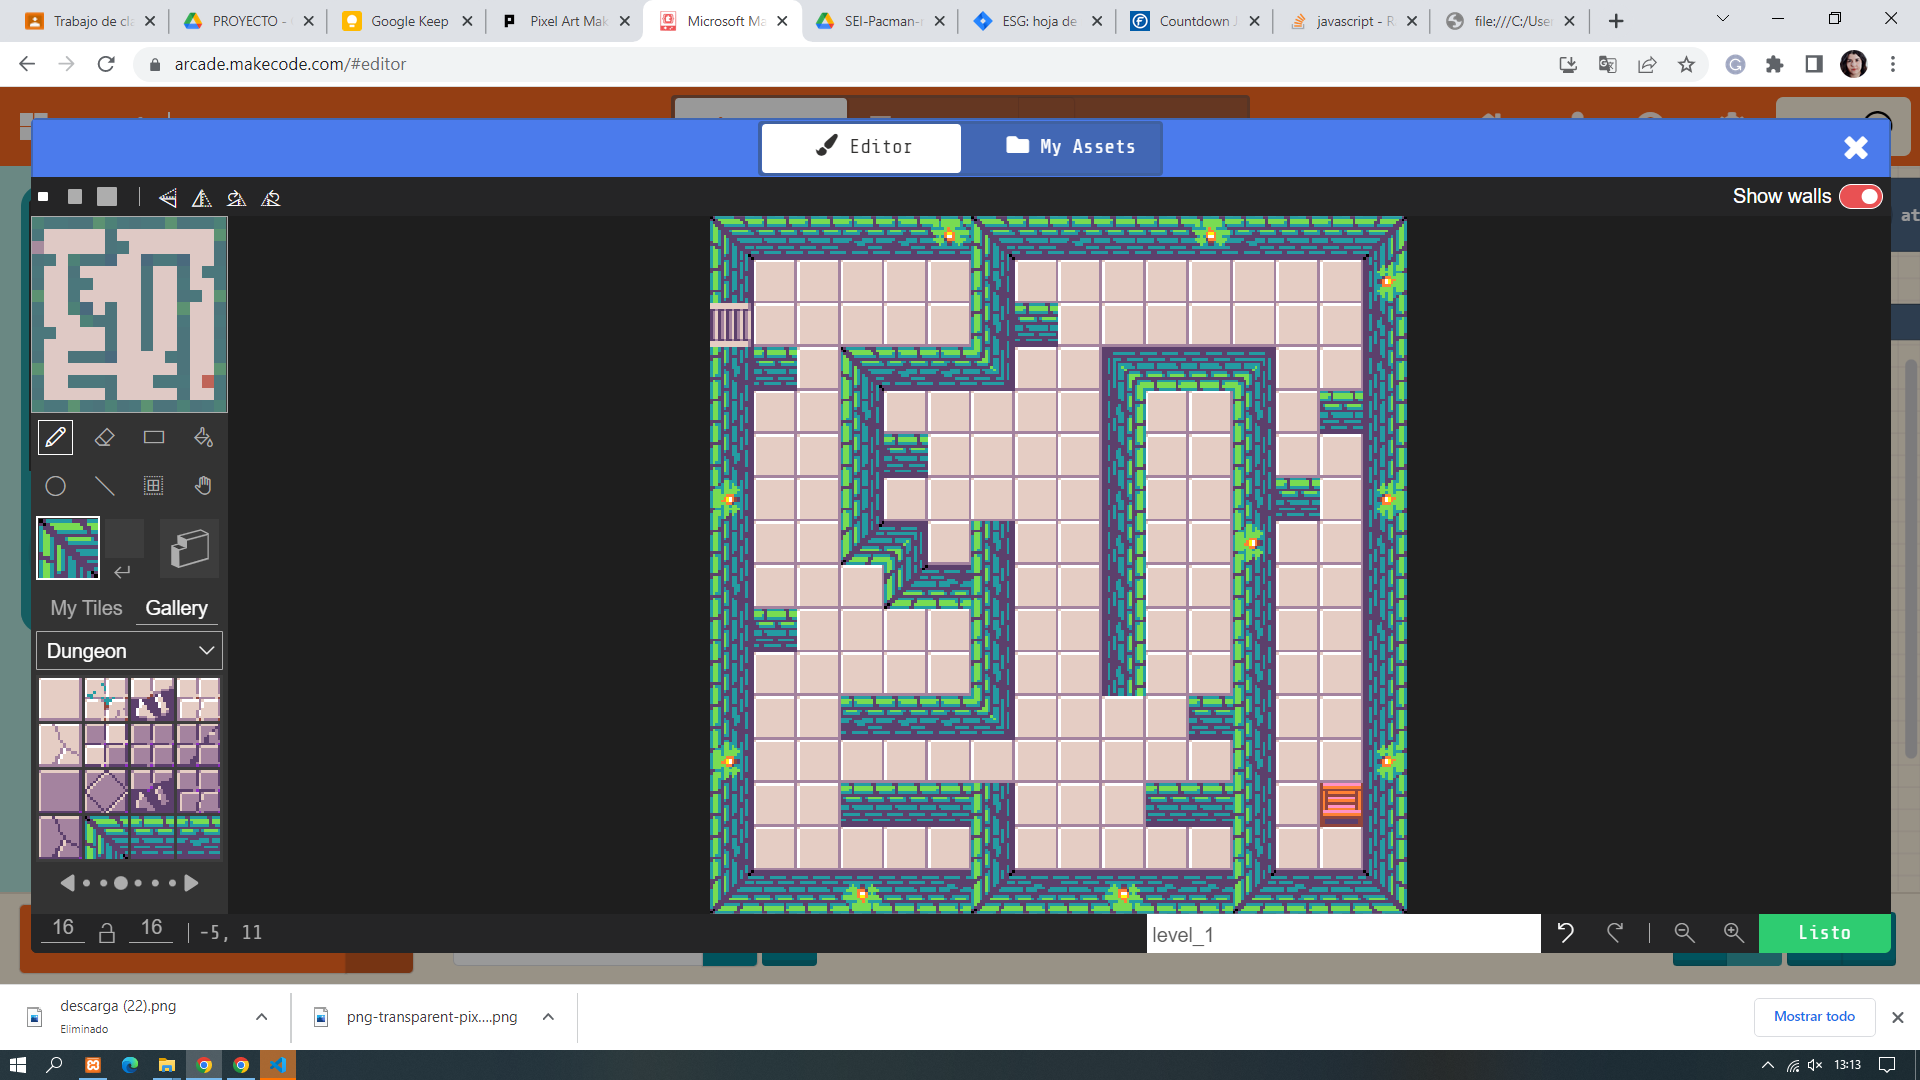 Trabajo de cla
PROYECTO -
Google Keep
Pixel Art Mak
Microsoft Ma
SEI-Pacman-
ESG: hoja de
Countdown J
javascript - R
file:///C:/User
arcade.makecode.com/#editor
Editor
My Assets
Show walls
at
My Tiles
Gallery
Dungeon
16
16
-5, 11
level_1
Listo
descarga (22).png
Eliminado
png-transparent-pix....png
Mostrar todo
13:13